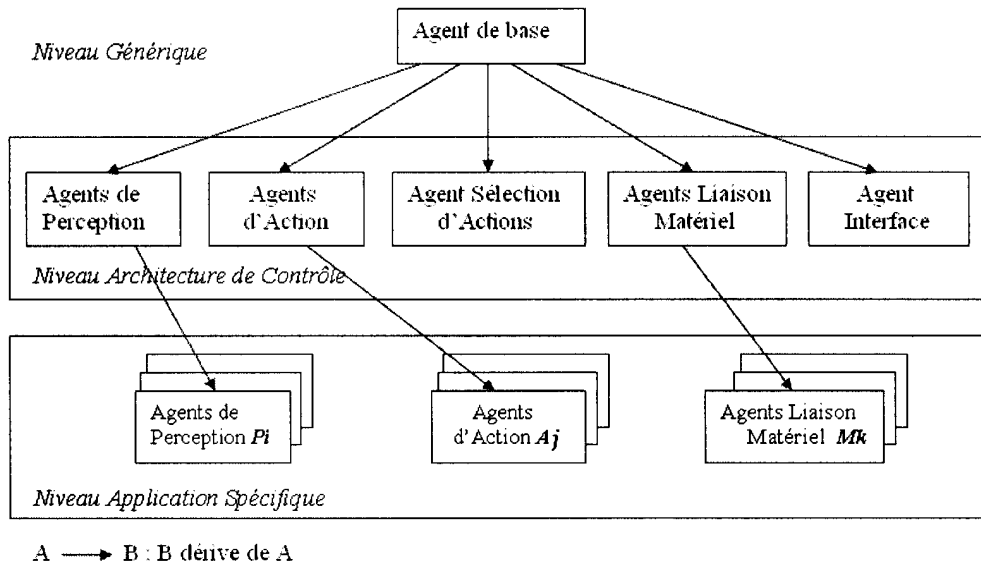 Agent de base
Niveau Générique
Agents de
Perception
Agents
d'Action
Agent Sélection
d'Actions
Agents Liaison
Matériel
Agent
Interface
Niveau Architecture de Contrôle
Agents de
Perception Pi
Agents
d'Action Aj
Agents Liaison
Matériel Mk
Niveau Application Spécifique
A → B : B dérive de A